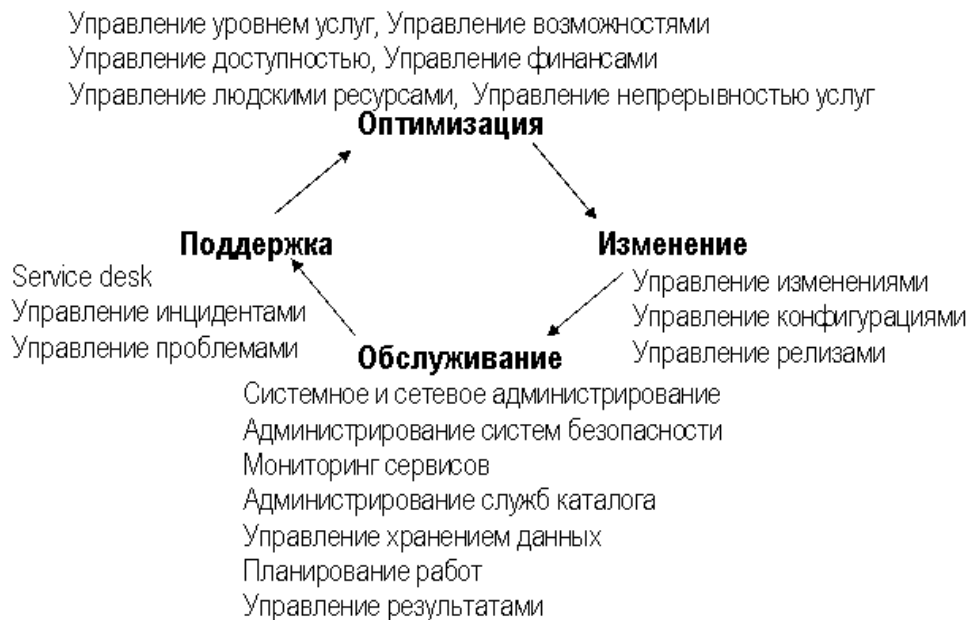 Управление уровнем услуг, Управление возможностями
Управление доступностью, Управление финансами
Управление людскими ресурсами, Управление непрерывностью услуг
Оптимизация
Поддержка
Service desk
Управление инцидентами
Управление проблемами
Изменение
Управление изменениями
Управление конфигурациями
Управление релизами
Обслуживание
Системное и сетевое администрирование
Администрирование систем безопасности
Мониторинг сервисов
Администрирование служб каталога
Управление хранением данных
Планирование работ
Управление результатами